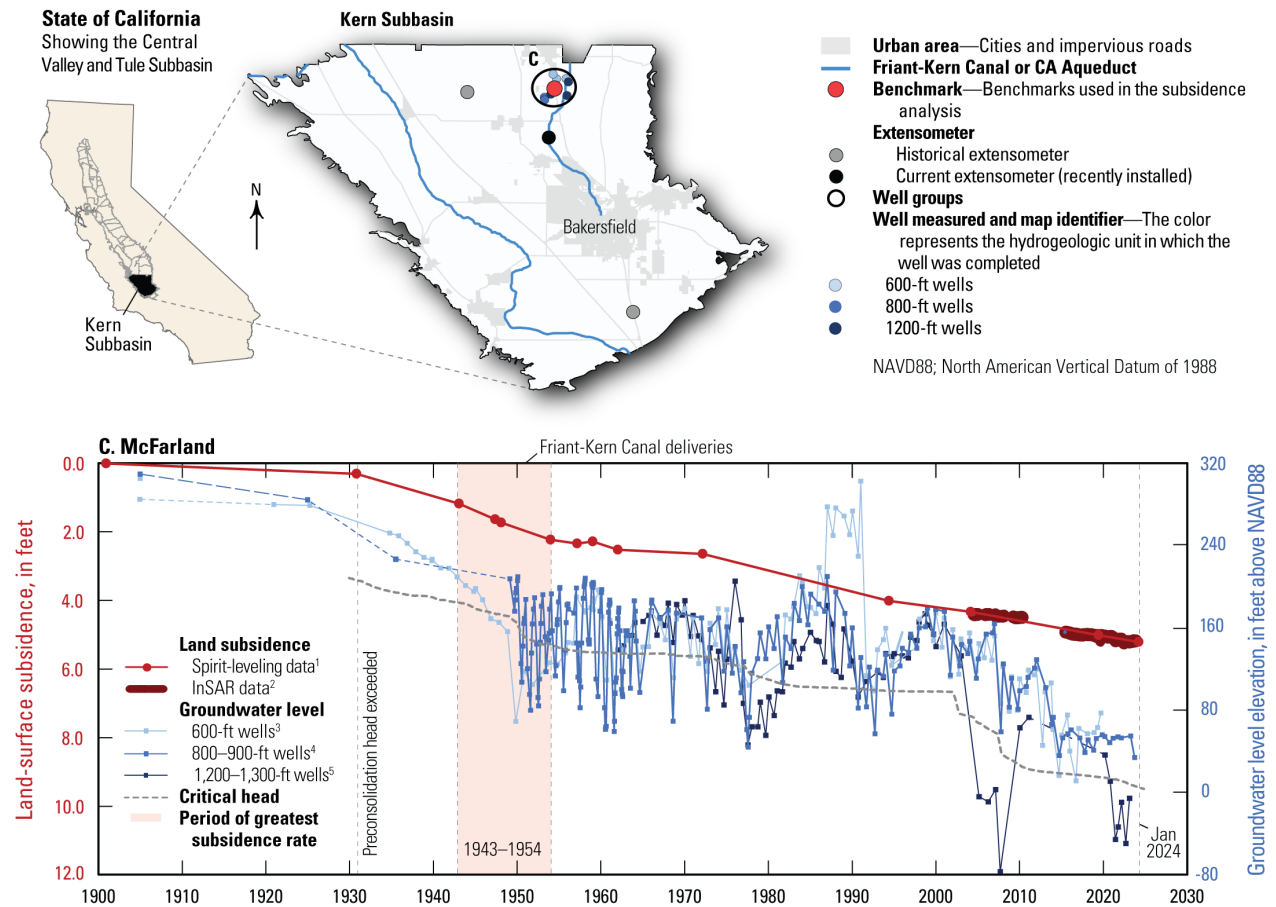 State of California
Showing the Central
Valley and Tule Subbasin
Kern Subbasin
C
N
Bakersfield
Kern
Subbasin
Urban area—Cities and impervious roads
Friant-Kern Canal or CA Aqueduct
Benchmark—Benchmarks used in the subsidence
analysis
Extensometer
Historical extensometer
Current extensometer (recently installed)
Well groups
Well measured and map identifier—The color
represents the hydrogeologic unit in which the
well was completed
600-ft wells
800-ft wells
1200-ft wells
NAVD88; North American Vertical Datum of 1988
C. McFarland
Friant-Kern Canal deliveries
Land-surface subsidence, in feet
0.0
2.0
4.0
6.0
8.0
10.0
12.0
Land subsidence
Spirit-leveling data1
InSAR data2
Groundwater level
600-ft wells3
800–900-ft wells4
1,200–1,300-ft wells5
Critical head
Period of greatest
subsidence rate
Preconsolidation head exceeded
1943–1954
Jan
2024
320
240
160
80
0
-80
Groundwater level elevation, in feet above NAVD88
1900 1910 1920 1930 1940 1950 1960 1970 1980 1990 2000 2010 2020 2030